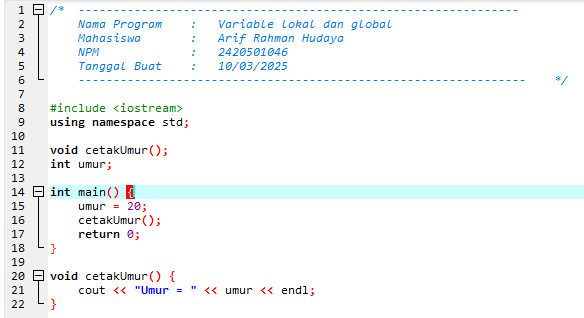 1 /* ---------------------------------------------------------------
2 Nama Program : Variable lokal dan global
3 Mahasiswa : Arif Rahman Hudaya
4 NPM : 2420501046
5 Tanggal Buat : 10/03/2025
6 ---------------------------------------------------------------- */
7
8 #include <iostream>
9 using namespace std;
10
11 void cetakUmur();
12 int umur;
13
14 int main() {
15 umur = 20;
16 cetakUmur();
17 return 0;
18 }
19
20 void cetakUmur() {
21 cout << "Umur = " << umur << endl;
22 }